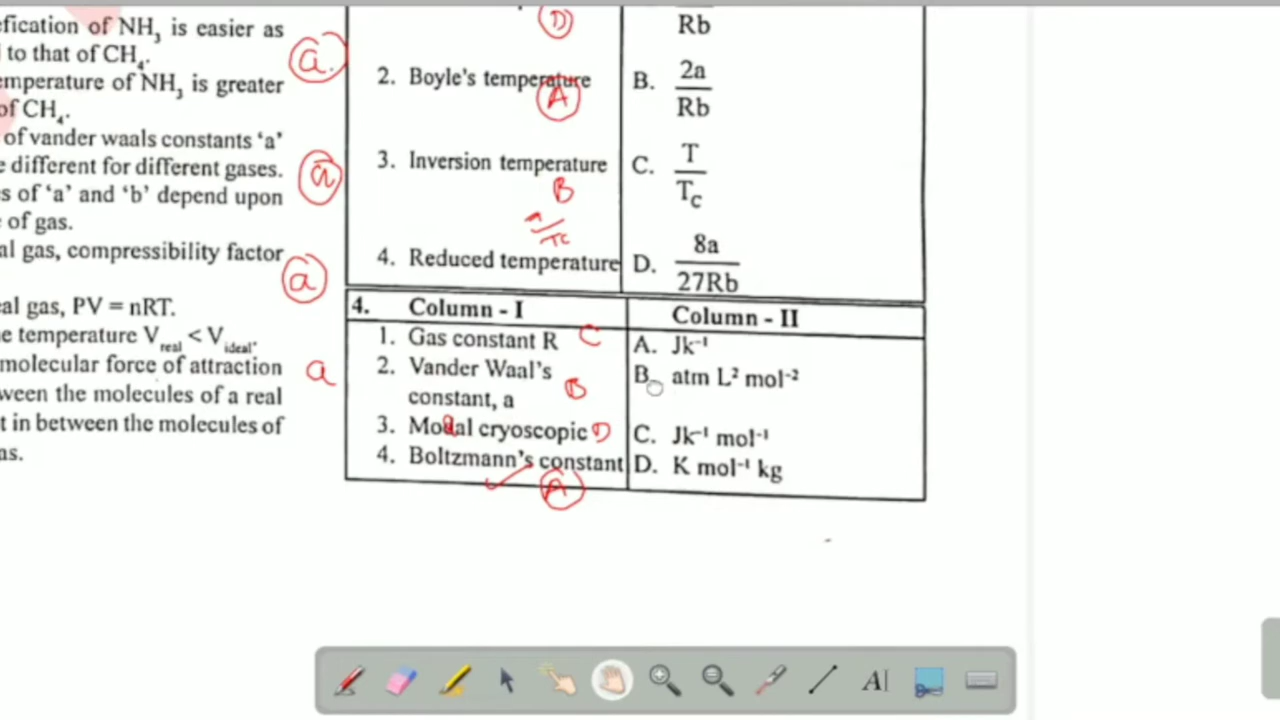 efication of NH3 is easier as
to that of CH4.
emperature of NH3 is greater
of CH4.
of vander waals constants ‘a’
e different for different gases.
s of ‘a’ and ‘b’ depend upon
e of gas.
al gas, compressibility factor
eal gas, PV = nRT.
e temperature Vreal < Videal.
molecular force of attraction
ween the molecules of a real
t in between the molecules of
as.
a
a
a
a
D
Rb
2. Boyle's temperature A B. 2a/Rb
3. Inversion temperature B C. T/Tc
/Tc
4. Reduced temperature D. 8a/27Rb
4. Column - I Column - II
1. Gas constant R C A. Jk⁻¹
2. Vander Waal's B. atm L² mol⁻²
constant, a B
3. Molal cryoscopic D C. Jk⁻¹ mol⁻¹
4. Boltzmann's constant A D. K mol⁻¹ kg
AI